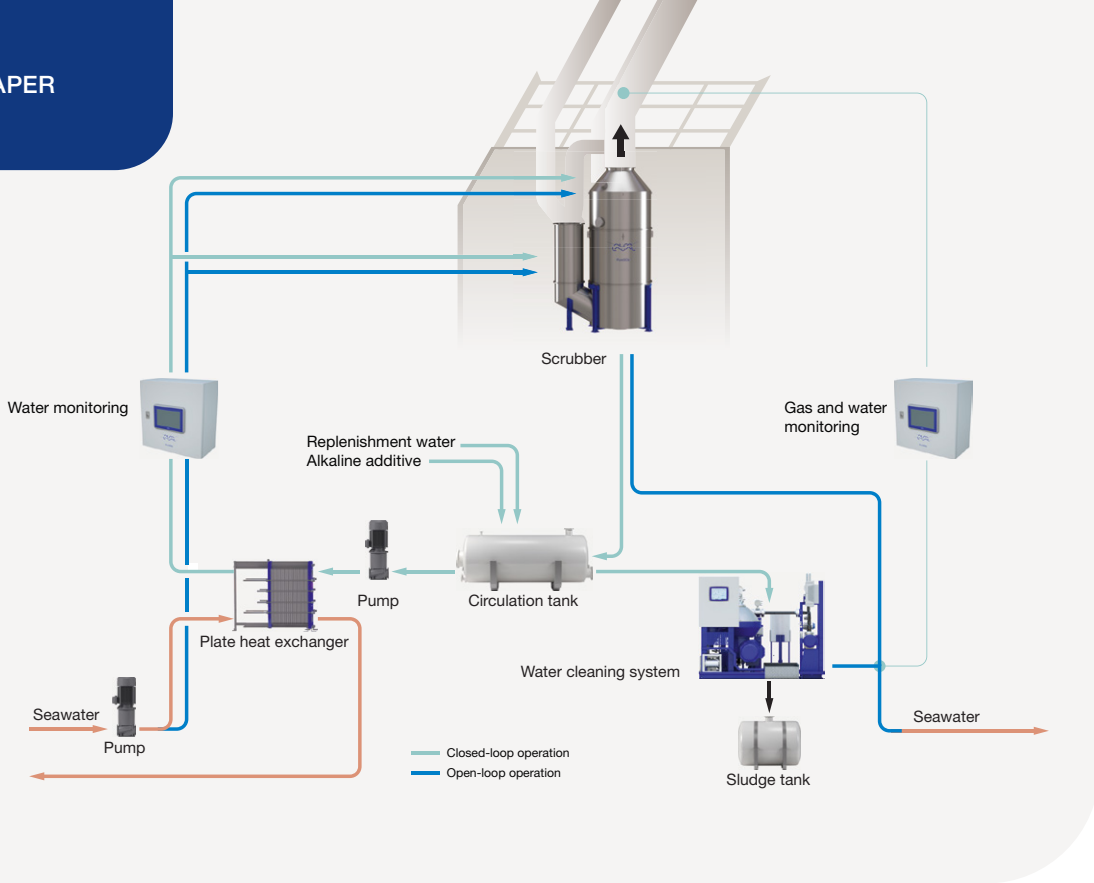 APER
Scrubber
Water monitoring
Gas and water
monitoring
Replenishment water
Alkaline additive
Pump
Circulation tank
Plate heat exchanger
Water cleaning system
Seawater
Pump
Seawater
Closed-loop operation
Open-loop operation
Sludge tank